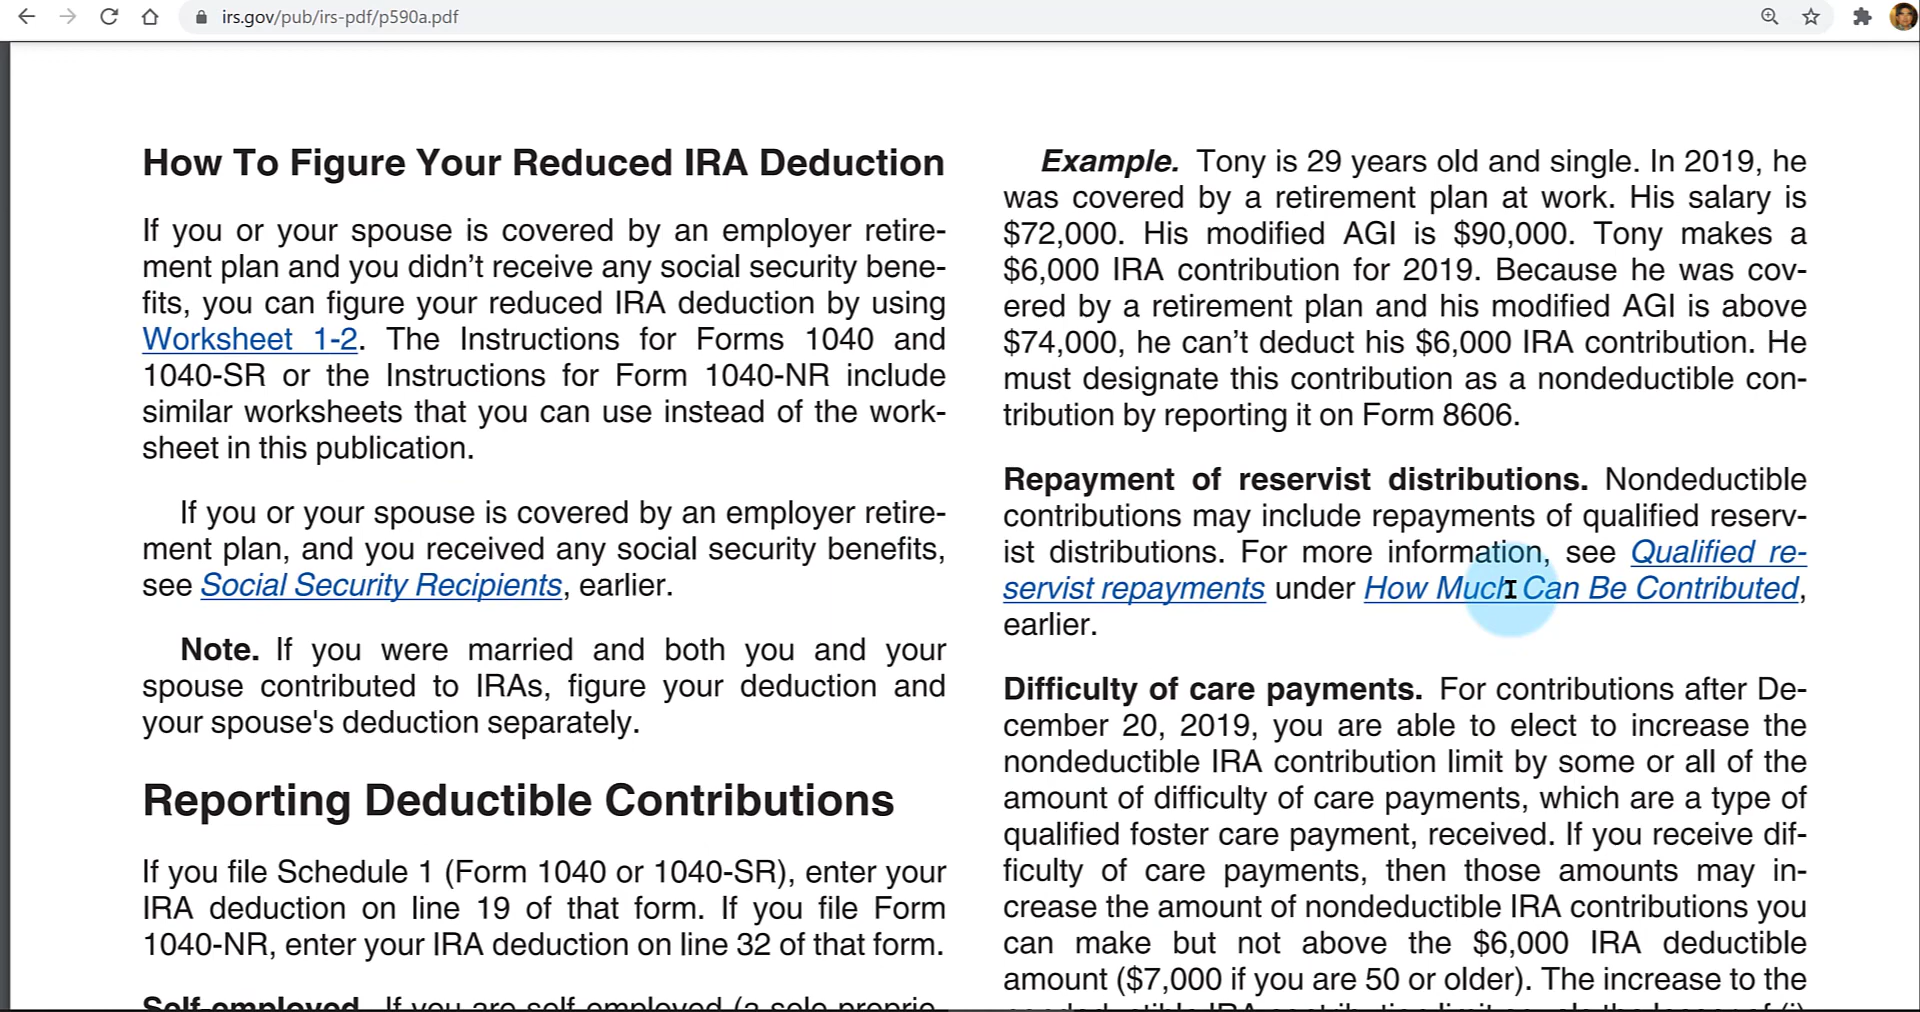 irs.gov/pub/irs-pdf/p590a.pdf
How To Figure Your Reduced IRA Deduction
If you or your spouse is covered by an employer retire-
ment plan and you didn’t receive any social security bene-
fits, you can figure your reduced IRA deduction by using
Worksheet 1-2. The Instructions for Forms 1040 and
1040-SR or the Instructions for Form 1040-NR include
similar worksheets that you can use instead of the work-
sheet in this publication.
If you or your spouse is covered by an employer retire-
ment plan, and you received any social security benefits,
see Social Security Recipients, earlier.
Note. If you were married and both you and your
spouse contributed to IRAs, figure your deduction and
your spouse's deduction separately.
Reporting Deductible Contributions
If you file Schedule 1 (Form 1040 or 1040-SR), enter your
IRA deduction on line 19 of that form. If you file Form
1040-NR, enter your IRA deduction on line 32 of that form.
Self-employed. If you are self-employed (a sole proprie-
Example. Tony is 29 years old and single. In 2019, he
was covered by a retirement plan at work. His salary is
$72,000. His modified AGI is $90,000. Tony makes a
$6,000 IRA contribution for 2019. Because he was cov-
ered by a retirement plan and his modified AGI is above
$74,000, he can’t deduct his $6,000 IRA contribution. He
must designate this contribution as a nondeductible con-
tribution by reporting it on Form 8606.
Repayment of reservist distributions. Nondeductible
contributions may include repayments of qualified reserv-
ist distributions. For more information, see Qualified re-
servist repayments under How Much Can Be Contributed,
earlier.
Difficulty of care payments. For contributions after De-
cember 20, 2019, you are able to elect to increase the
nondeductible IRA contribution limit by some or all of the
amount of difficulty of care payments, which are a type of
qualified foster care payment, received. If you receive dif-
ficulty of care payments, then those amounts may in-
crease the amount of nondeductible IRA contributions you
can make but not above the $6,000 IRA deductible
amount ($7,000 if you are 50 or older). The increase to the